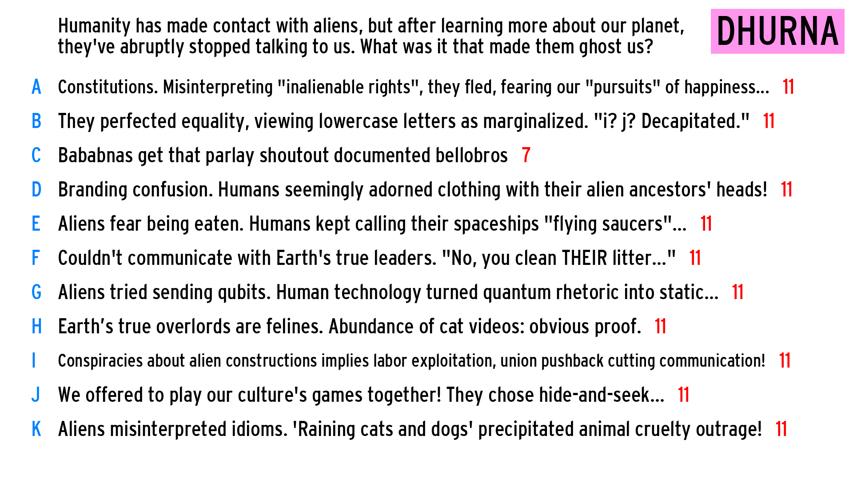 Humanity has made contact with aliens, but after learning more about our planet,
they've abruptly stopped talking to us. What was it that made them ghost us?
DHURNA
A Constitutions. Misinterpreting "inalienable rights", they fled, fearing our "pursuits" of happiness... 11
B They perfected equality, viewing lowercase letters as marginalized. "i? j? Decapitated." 11
C Bababnas get that parlay shoutout documented bellobros 7
D Branding confusion. Humans seemingly adorned clothing with their alien ancestors' heads! 11
E Aliens fear being eaten. Humans kept calling their spaceships "flying saucers"... 11
F Couldn't communicate with Earth's true leaders. "No, you clean THEIR litter..." 11
G Aliens tried sending qubits. Human technology turned quantum rhetoric into static... 11
H Earth’s true overlords are felines. Abundance of cat videos: obvious proof. 11
I Conspiracies about alien constructions implies labor exploitation, union pushback cutting communication! 11
J We offered to play our culture's games together! They chose hide-and-seek... 11
K Aliens misinterpreted idioms. 'Raining cats and dogs' precipitated animal cruelty outrage! 11